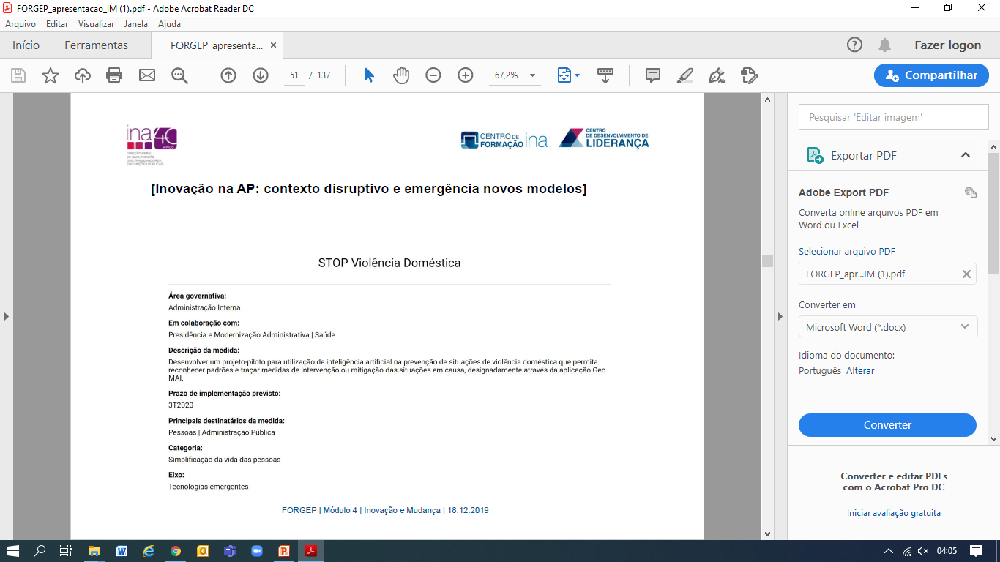 FORGEP_apresentacao_IM (1).pdf - Adobe Acrobat Reader DC
Arquivo Editar Visualizar Janela Ajuda
Início Ferramentas FORGEP_apresenta... × Fazer logon
51 / 137 67,2% Compartilhar
ina 40 ANOS
DIREÇÃO-GERAL
DA QUALIFICAÇÃO
DOS TRABALHADORES
EM FUNÇÕES PÚBLICAS
CENTRO DE
FORMAÇÃO ina
CENTRO
DE DESENVOLVIMENTO DE
LIDERANÇA
[Inovação na AP: contexto disruptivo e emergência novos modelos]
STOP Violência Doméstica
Área governativa:
Administração Interna
Em colaboração com:
Presidência e Modernização Administrativa | Saúde
Descrição da medida:
Desenvolver um projeto-piloto para utilização de inteligência artificial na prevenção de situações de violência doméstica que permita
reconhecer padrões e traçar medidas de intervenção ou mitigação das situações em causa, designadamente através da aplicação Geo
MAI.
Prazo de implementação previsto:
3T2020
Principais destinatários da medida:
Pessoas | Administração Pública
Categoria:
Simplificação da vida das pessoas
Eixo:
Tecnologias emergentes
FORGEP | Módulo 4 | Inovação e Mudança | 18.12.2019
Pesquisar 'Editar imagem'
Exportar PDF
Adobe Export PDF
Converta online arquivos PDF em
Word ou Excel
Selecionar arquivo PDF
FORGEP_apr...IM (1).pdf
Converter em
Microsoft Word (*.docx)
Idioma do documento:
Português Alterar
Converter
Converter e editar PDFs
com o Acrobat Pro DC
Iniciar avaliação gratuita
04:05